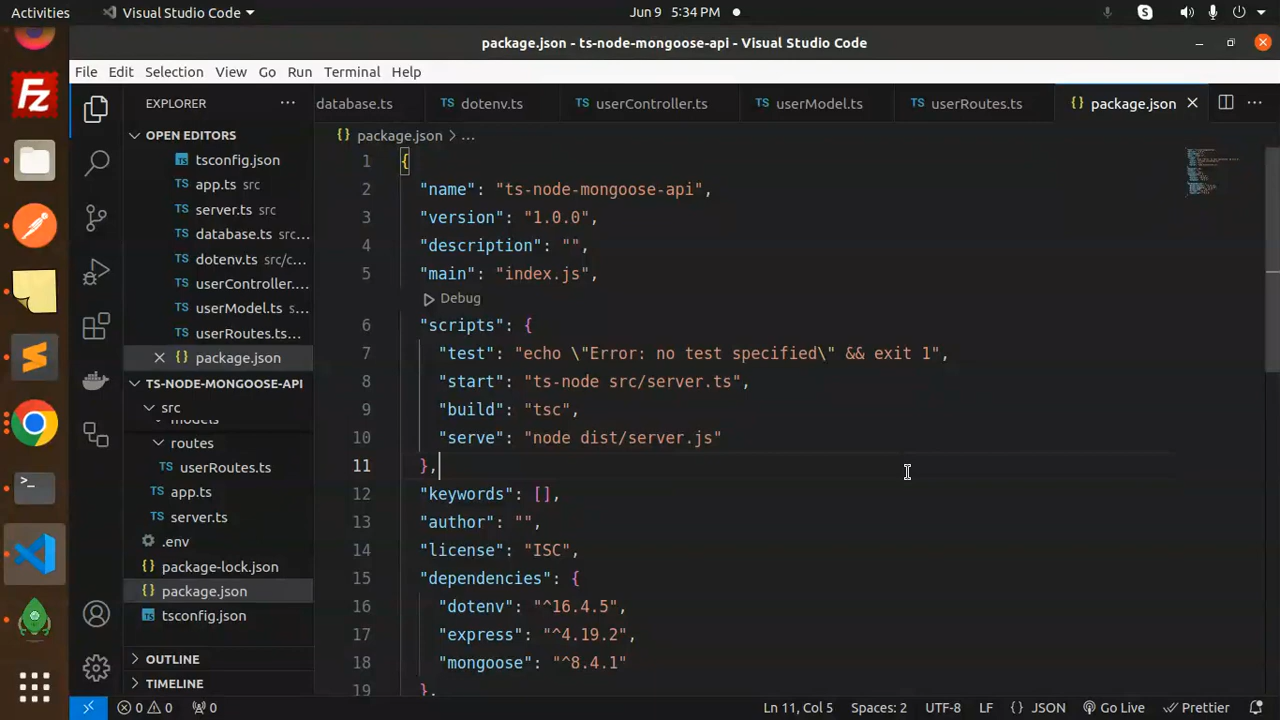 Activities
Visual Studio Code
Jun 9 5:34 PM
S
package.json - ts-node-mongoose-api - Visual Studio Code
File Edit Selection View Go Run Terminal Help
EXPLORER
database.ts
dotenv.ts
userController.ts
userModel.ts
userRoutes.ts
package.json
OPEN EDITORS
tsconfig.json
app.ts src
server.ts src
database.ts src...
dotenv.ts src/c...
userController....
userModel.ts ...
userRoutes.ts...
package.json
TS-NODE-MONGOOSE-API
src
models
routes
userRoutes.ts
app.ts
server.ts
.env
package-lock.json
package.json
tsconfig.json
OUTLINE
TIMELINE
package.json > ...
1 {
2 "name": "ts-node-mongoose-api",
3 "version": "1.0.0",
4 "description": "",
5 "main": "index.js",
Debug
6 "scripts": {
7 "test": "echo \"Error: no test specified\" && exit 1",
8 "start": "ts-node src/server.ts",
9 "build": "tsc",
10 "serve": "node dist/server.js"
11 },
12 "keywords": [],
13 "author": "",
14 "license": "ISC",
15 "dependencies": {
16 "dotenv": "^16.4.5",
17 "express": "^4.19.2",
18 "mongoose": "^8.4.1"
19 },
0 0 0
Ln 11, Col 5
Spaces: 2
UTF-8
LF
{ } JSON
Go Live
Prettier